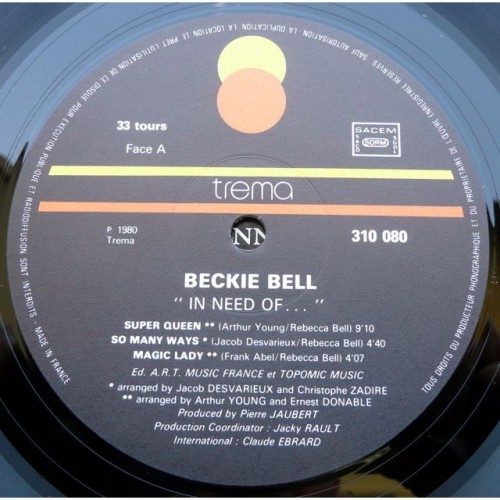 TOUS DROITS DU PRODUCTEUR PHONOGRAPHIQUE ET DU PROPRIETAIRE DE L'ŒUVRE ENREGISTREE RESERVES SAUF AUTORISATION LA DUPLICATION LA LOCATION LE PRET L'UTILISATION DE CE DISQUE POUR EXECUTION PUBLIQUE ET RADIODIFFUSION SONT INTERDITS - MADE IN FRANCE
33 tours
Face A
SACEM
SACD
SDRM
SGDL
trema
P 1980
Trema
310 080
NN
BECKIE BELL
"IN NEED OF..."
SUPER QUEEN ** (Arthur Young/Rebecca Bell) 9'10
SO MANY WAYS * (Jacob Desvarieux/Rebecca Bell) 4'40
MAGIC LADY ** (Frank Abel/Rebecca Bell) 4'07
Ed. A.R.T. MUSIC FRANCE et TOPOMIC MUSIC
* arranged by Jacob DESVARIEUX and Christophe ZADIRE
** arranged by Arthur YOUNG and Ernest DONABLE
Produced by Pierre JAUBERT
Production Coordinator : Jacky RAULT
International : Claude EBRARD